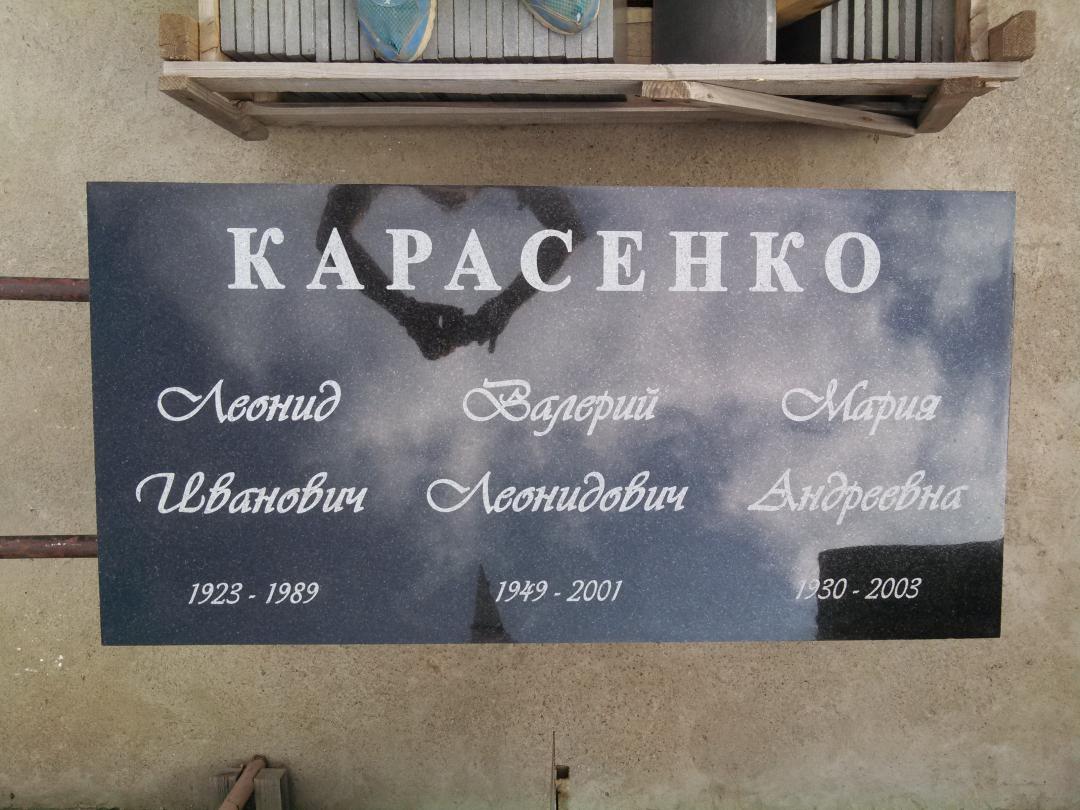 КАРАСЕНКО
Леонид Валерий Мария
Иванович Леонидович Андреевна
1923 - 1989 1949 - 2001 1930 - 2003